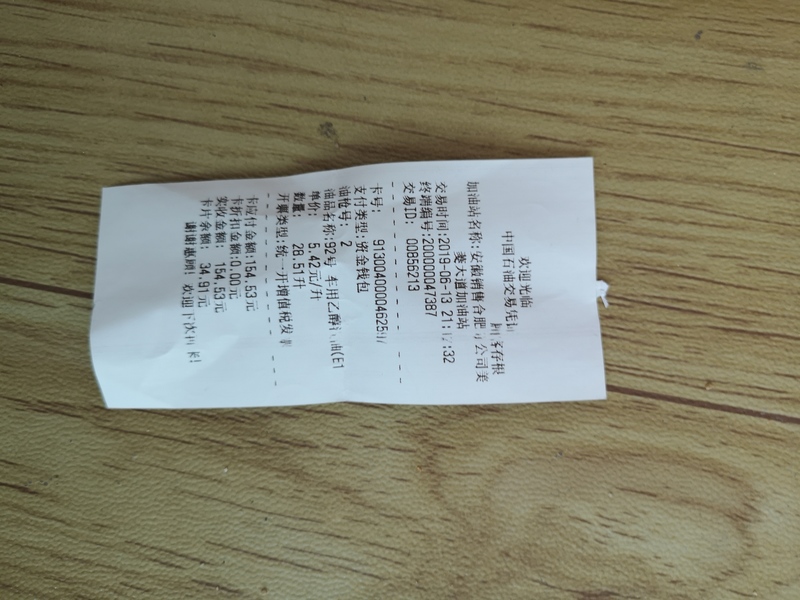 欢迎光临
中国石油交易凭证
顾客存根
加油站名称:安徽销售合肥 公司芙
蓉大道加油站
交易时间:2019-06-13 21: :32
终端编号:200000047387
交易ID: 00856213
卡号: 91300400004625
支付类型:资金钱包
油枪号: 2
油品名称:92号 车用乙醇汽油(E1
单价: 5.42元/升
数量: 28.51升
开票类型:统一开增值税发票
卡应付金额:154.53元
卡折扣金额:0.00元
实收金额: 154.53元
卡片余额: 34.91元
谢谢惠顾! 欢迎下次再来!